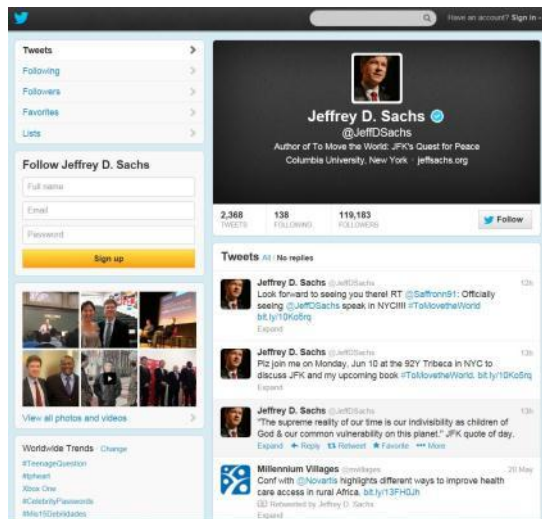 Have an account? Sign in
Tweets
Following
Followers
Favorites
Lists
Follow Jeffrey D. Sachs
Full name
Email
Password
Sign up
View all photos and videos
Worldwide Trends · Change
#TeenageQuestion
#Ipheart
Xbox One
#CelebrityPasswords
#Mis15Debilidades
Jeffrey D. Sachs
@JeffDSachs
Author of To Move the World: JFK's Quest for Peace
Columbia University, New York · jeffsachs.org
2,368
TWEETS
138
FOLLOWING
119,183
FOLLOWERS
Follow
Tweets All / No replies
Jeffrey D. Sachs @JeffDSachs 13h
Look forward to seeing you there! RT @Saffronn91: Officially
seeing @JeffDSachs speak in NYC!!!! #ToMovetheWorld
bit.ly/10Ko6rq
Expand
Jeffrey D. Sachs @JeffDSachs 13h
Plz join me on Monday, Jun 10 at the 92Y Tribeca in NYC to
discuss JFK and my upcoming book #ToMovetheWorld. bit.ly/10Ko6rq
Expand
Jeffrey D. Sachs @JeffDSachs 13h
"The supreme reality of our time is our indivisibility as children of
God & our common vulnerability on this planet." JFK quote of day.
Expand Reply Retweet Favorite More
Millennium Villages @mvillages 20 May
Conf with @Novartis highlights different ways to improve health
care access in rural Africa, bit.ly/13FH0Jh
Retweeted by Jeffrey D. Sachs
Expand